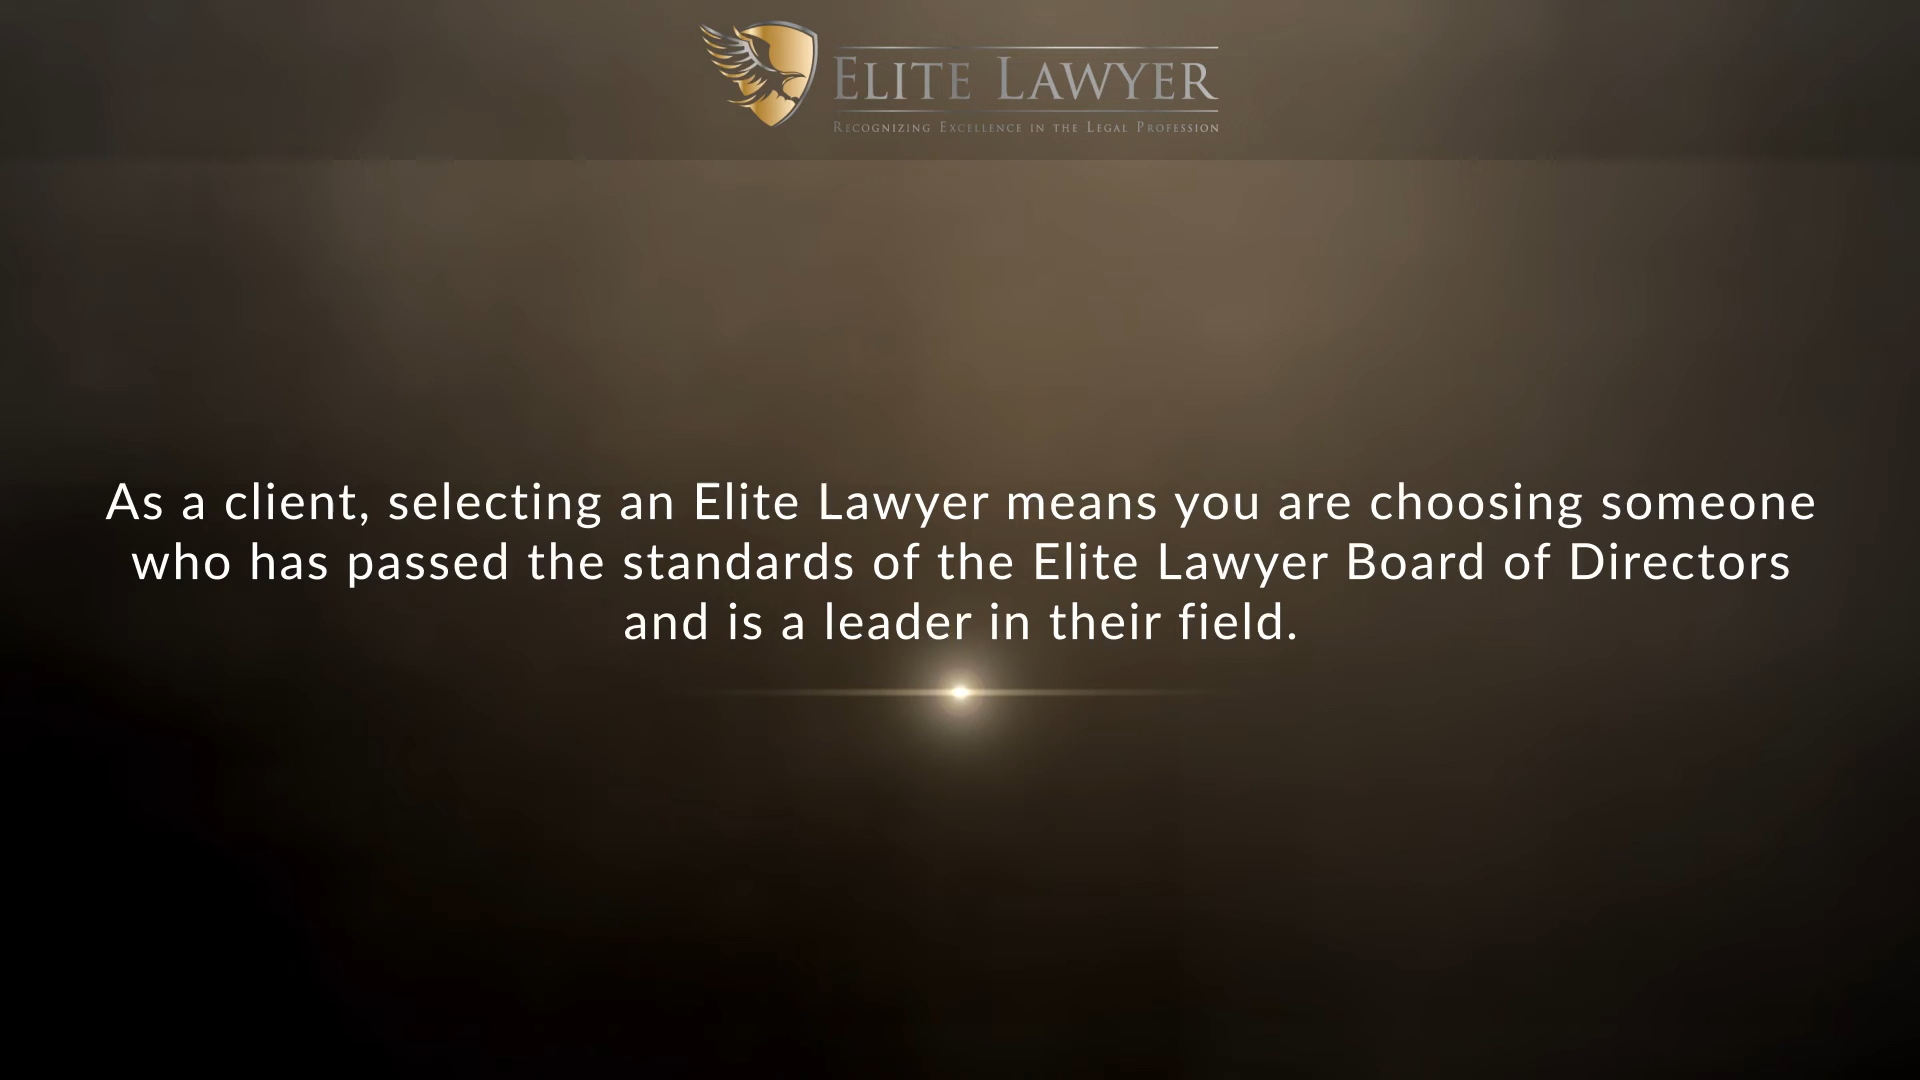 ELITE LAWYER
RECOGNIZING EXCELLENCE IN THE LEGAL PROFESSION
As a client, selecting an Elite Lawyer means you are choosing someone
who has passed the standards of the Elite Lawyer Board of Directors
and is a leader in their field.